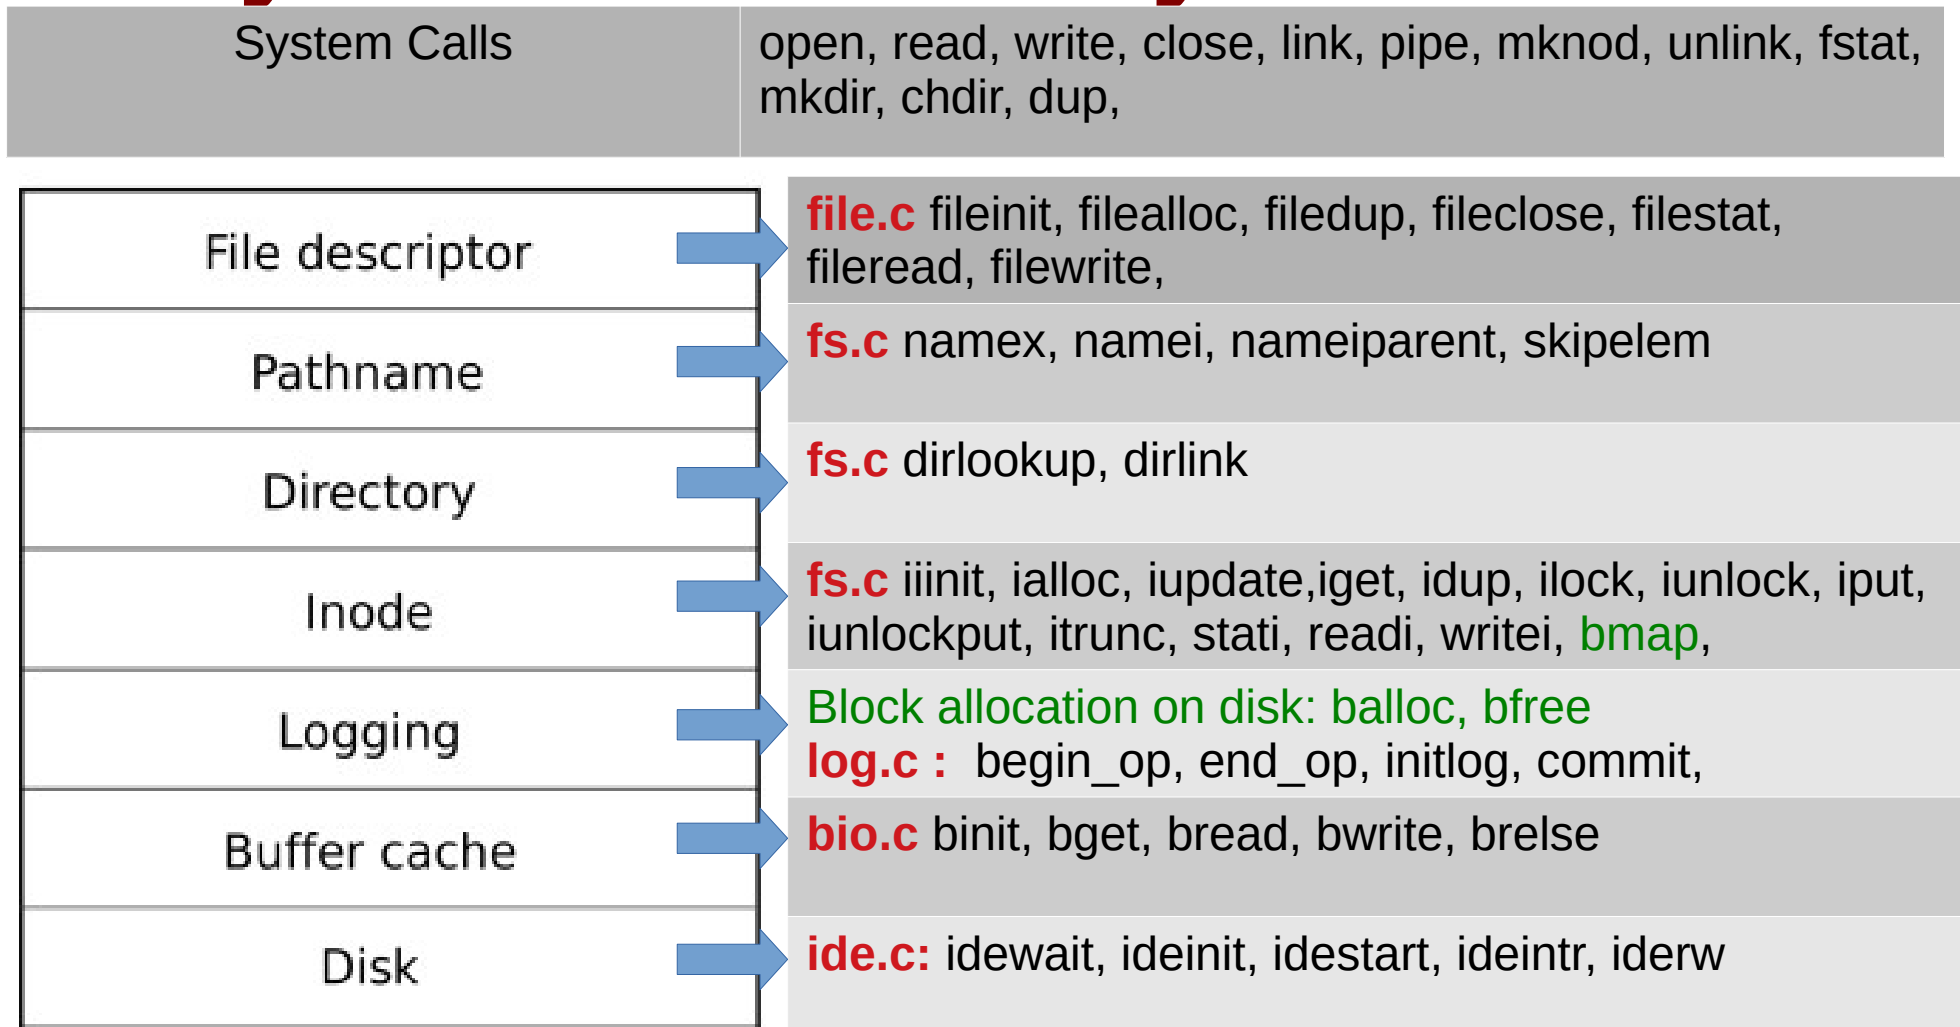 System Calls
open, read, write, close, link, pipe, mknod, unlink, fstat,
mkdir, chdir, dup,
File descriptor
file.c fileinit, filealloc, filedup, fileclose, filestat,
fileread, filewrite,
Pathname
fs.c namex, namei, nameiparent, skipelem
Directory
fs.c dirlookup, dirlink
Inode
fs.c iiinit, ialloc, iupdate,iget, idup, ilock, iunlock, iput,
iunlockput, itrunc, stati, readi, writei, bmap,
Logging
Block allocation on disk: balloc, bfree
log.c :  begin_op, end_op, initlog, commit,
Buffer cache
bio.c binit, bget, bread, bwrite, brelse
Disk
ide.c: idewait, ideinit, idestart, ideintr, iderw